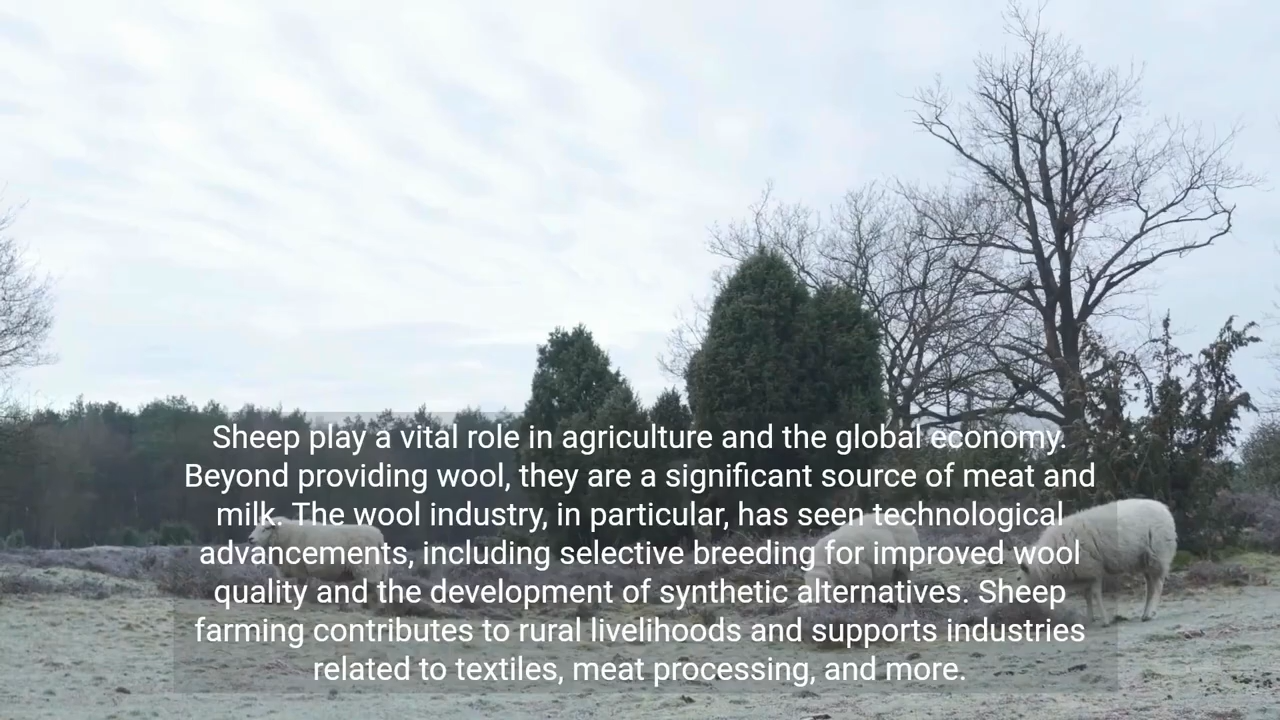 Sheep play a vital role in agriculture and the global economy.
Beyond providing wool, they are a significant source of meat and
milk. The wool industry, in particular, has seen technological
advancements, including selective breeding for improved wool
quality and the development of synthetic alternatives. Sheep
farming contributes to rural livelihoods and supports industries
related to textiles, meat processing, and more.